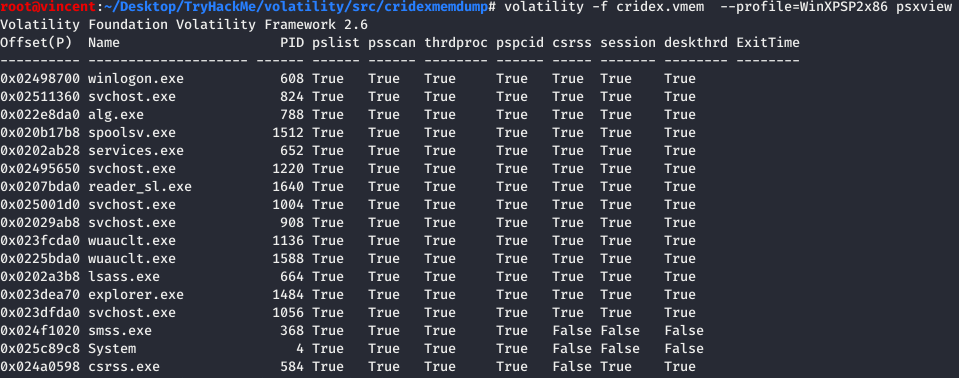 root@vincent:~/Desktop/TryHackMe/volatility/src/cridexmemdump# volatility -f cridex.vmem  --profile=WinXPSP2x86 psxview
Volatility Foundation Volatility Framework 2.6
Offset(P)  Name                    PID pslist psscan thrdproc pspcid csrss session deskthrd ExitTime
---------- -------------------- ------ ------ ------ -------- ------ ----- ------- -------- --------
0x02498700 winlogon.exe            608 True   True   True     True   True  True    True
0x02511360 svchost.exe             824 True   True   True     True   True  True    True
0x022e8da0 alg.exe                 788 True   True   True     True   True  True    True
0x020b17b8 spoolsv.exe            1512 True   True   True     True   True  True    True
0x0202ab28 services.exe            652 True   True   True     True   True  True    True
0x02495650 svchost.exe            1220 True   True   True     True   True  True    True
0x0207bda0 reader_sl.exe          1640 True   True   True     True   True  True    True
0x025001d0 svchost.exe            1004 True   True   True     True   True  True    True
0x02029ab8 svchost.exe             908 True   True   True     True   True  True    True
0x023fcda0 wuauclt.exe            1136 True   True   True     True   True  True    True
0x0225bda0 wuauclt.exe            1588 True   True   True     True   True  True    True
0x0202a3b8 lsass.exe               664 True   True   True     True   True  True    True
0x023dea70 explorer.exe           1484 True   True   True     True   True  True    True
0x023dfda0 svchost.exe            1056 True   True   True     True   True  True    True
0x024f1020 smss.exe                368 True   True   True     True   False False   False
0x025c89c8 System                    4 True   True   True     True   False False   False
0x024a0598 csrss.exe               584 True   True   True     True   False True    True